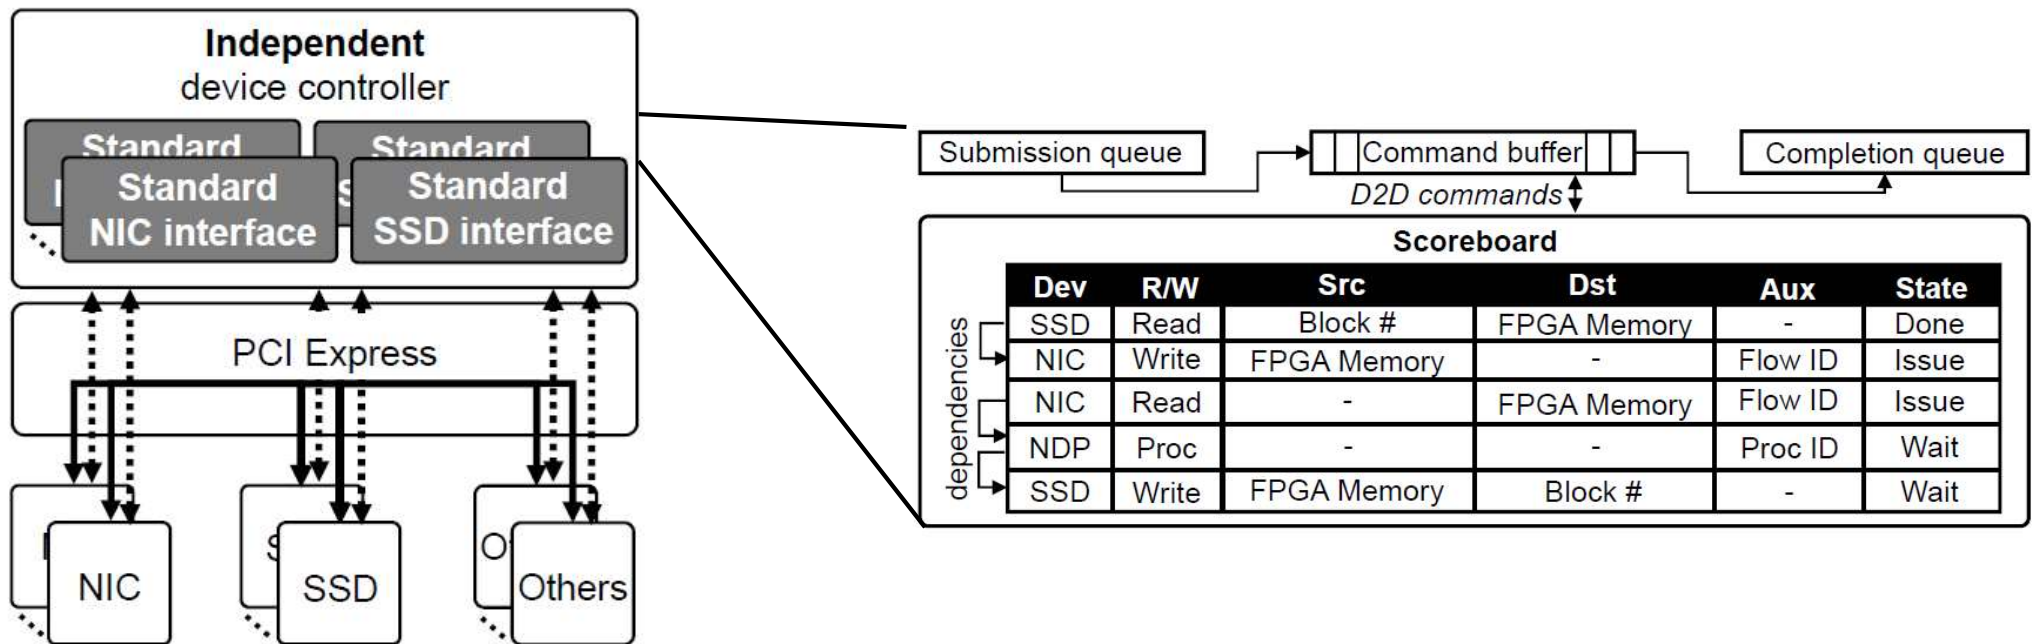 Independent
device controller
Standard
Standard
Standard
NIC interface
Standard
SSD interface
PCI Express
NIC
SSD
Others
Submission queue
Command buffer
Completion queue
D2D commands
Scoreboard
dependencies
Dev R/W Src Dst Aux State
SSD Read Block # FPGA Memory - Done
NIC Write FPGA Memory - Flow ID Issue
NIC Read - FPGA Memory Flow ID Issue
NDP Proc - - Proc ID Wait
SSD Write FPGA Memory Block # - Wait